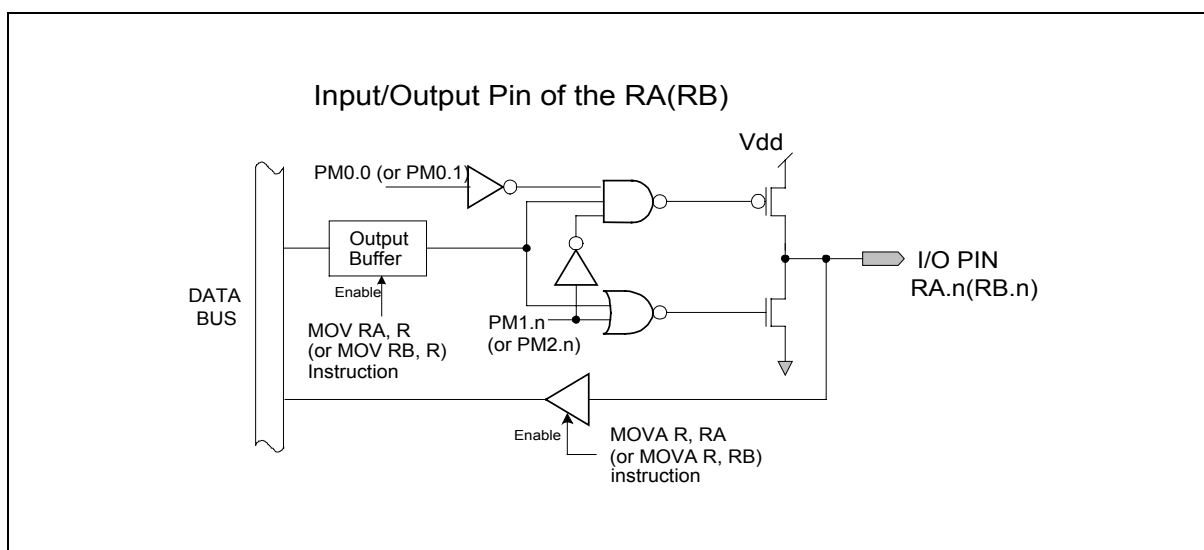 Input/Output Pin of the RA(RB)
Vdd
PM0.0 (or PM0.1)
Output
Buffer
I/O PIN
RA.n(RB.n)
Enable
DATA
BUS
MOV RA, R
(or MOV RB, R)
Instruction
PM1.n
(or PM2.n)
Enable
MOVA R, RA
(or MOVA R, RB)
instruction